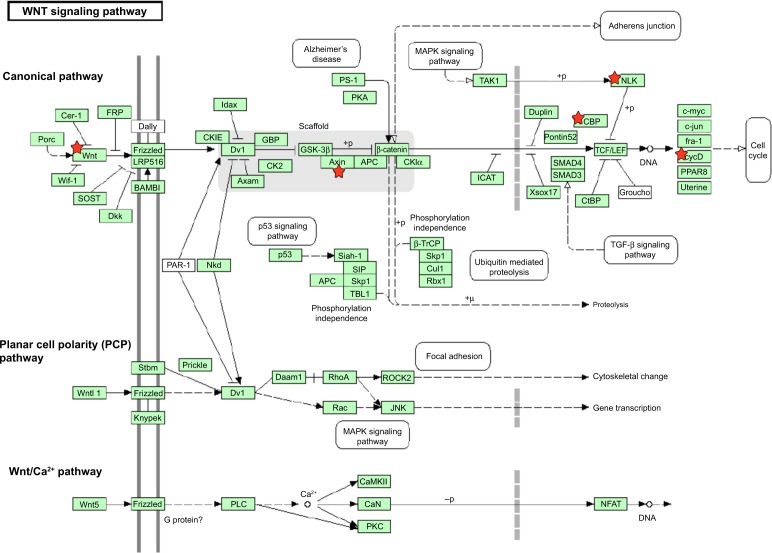 WNT signaling pathway
Adherens junction
Alzheimer's
disease
MAPK signaling
pathway
Canonical pathway
PS-1
PKA
TAK1
+p
NLK
Cer-1
FRP
Idax
Scaffold
Duplin
CBP
+p
c-myc
Dally
CKIE
GBP
Pontin52
c-jun
Porc
Wnt
Frizzled
Dv1
GSK-3β
+p
β-catenin
TCF/LEF
DNA
fra-1
Cell
cycle
LRP516
CK2
Axin
APC
CKIα
SMAD4
SMAD3
cycD
Wif-1
BAMBI
Axam
ICAT
Xsox17
CtBP
Groucho
PPAR8
Uterine
SOST
Dkk
p53 signaling
pathway
+p
Phosphorylation
independence
TGF-β signaling
pathway
PAR-1
Nkd
p53
Siah-1
SIP
APC
Skp1
TBL1
β-TrCP
Skp1
Cul1
Rbx1
Ubiquitin mediated
proteolysis
Phosphorylation
independence
+μ
Proteolysis
Planar cell polarity (PCP)
pathway
Stbm
Prickle
Focal adhesion
Daam1
RhoA
ROCK2
Cytoskeletal change
Wntl 1
Frizzled
Dv1
Rac
JNK
Gene transcription
Knypek
MAPK signaling
pathway
Wnt/Ca²⁺ pathway
CaMKII
Ca²⁺
Wnt5
Frizzled
PLC
CaN
–p
NFAT
G protein?
PKC
DNA